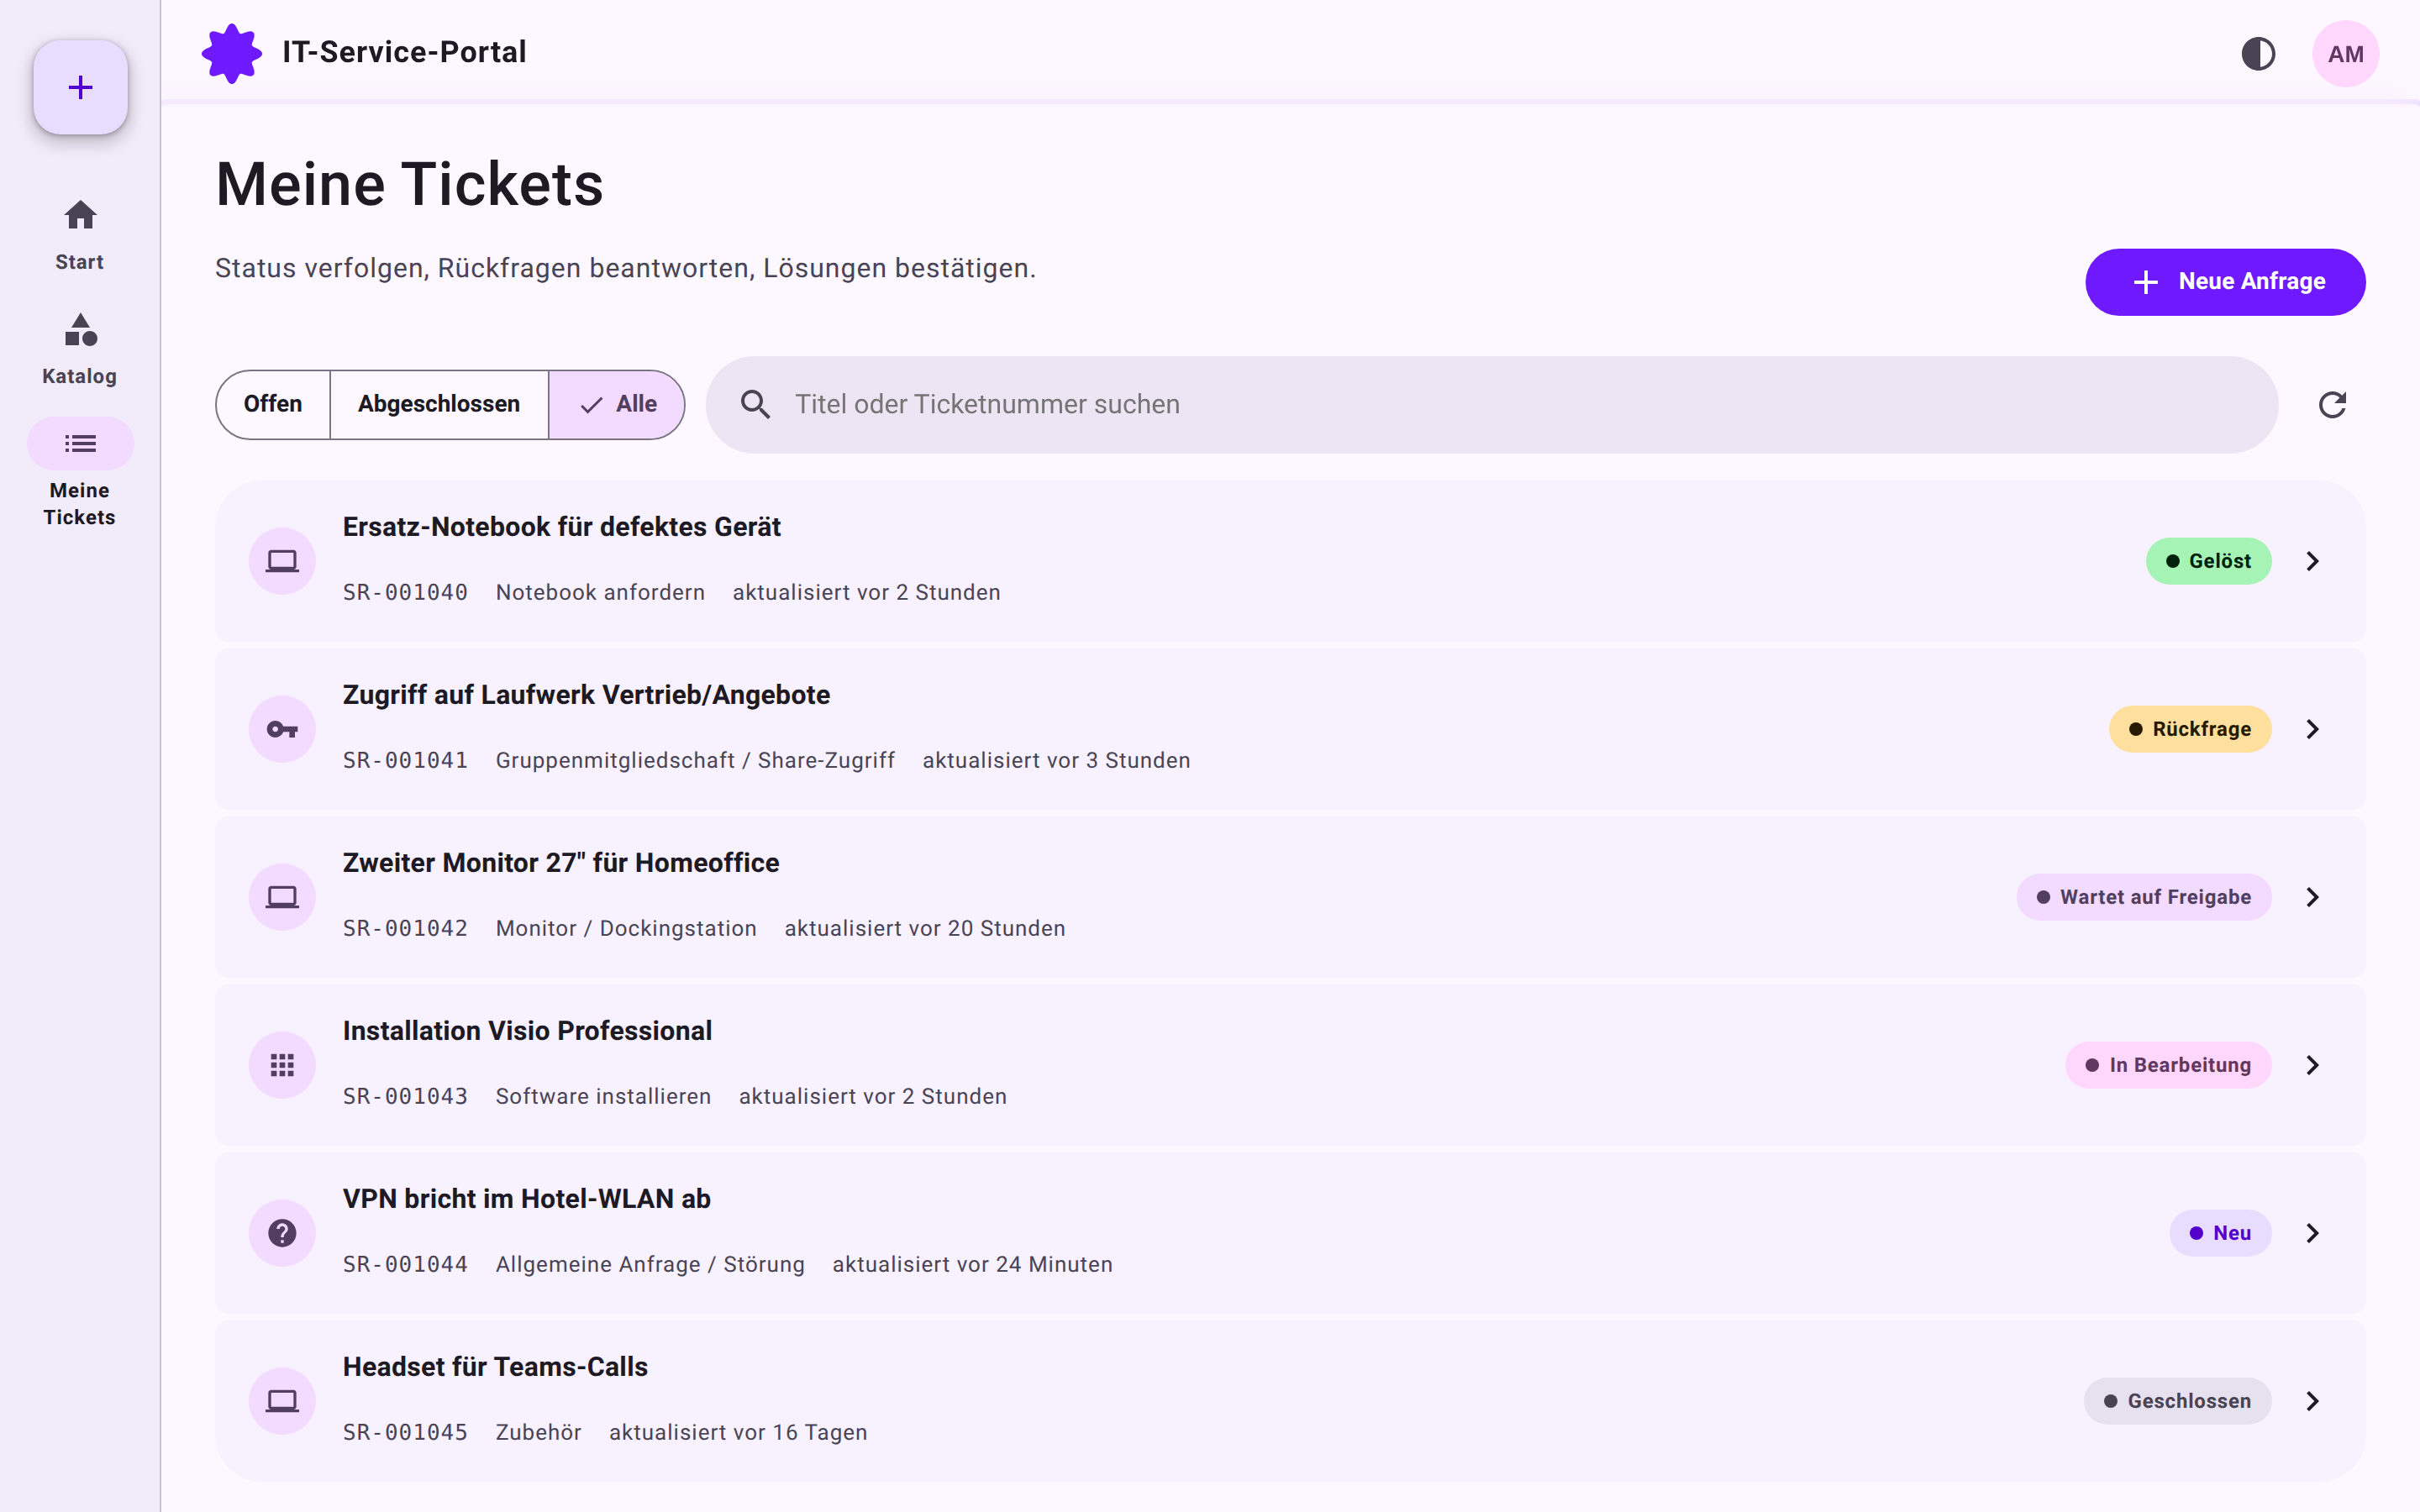 IT-Service-Portal
AM
Start
Katalog
Meine
Tickets
Meine Tickets
Status verfolgen, Rückfragen beantworten, Lösungen bestätigen.
Neue Anfrage
Offen
Abgeschlossen
Alle
Titel oder Ticketnummer suchen
Ersatz-Notebook für defektes Gerät
SR-001040 Notebook anfordern aktualisiert vor 2 Stunden
Gelöst
Zugriff auf Laufwerk Vertrieb/Angebote
SR-001041 Gruppenmitgliedschaft / Share-Zugriff aktualisiert vor 3 Stunden
Rückfrage
Zweiter Monitor 27" für Homeoffice
SR-001042 Monitor / Dockingstation aktualisiert vor 20 Stunden
Wartet auf Freigabe
Installation Visio Professional
SR-001043 Software installieren aktualisiert vor 2 Stunden
In Bearbeitung
VPN bricht im Hotel-WLAN ab
SR-001044 Allgemeine Anfrage / Störung aktualisiert vor 24 Minuten
Neu
Headset für Teams-Calls
SR-001045 Zubehör aktualisiert vor 16 Tagen
Geschlossen